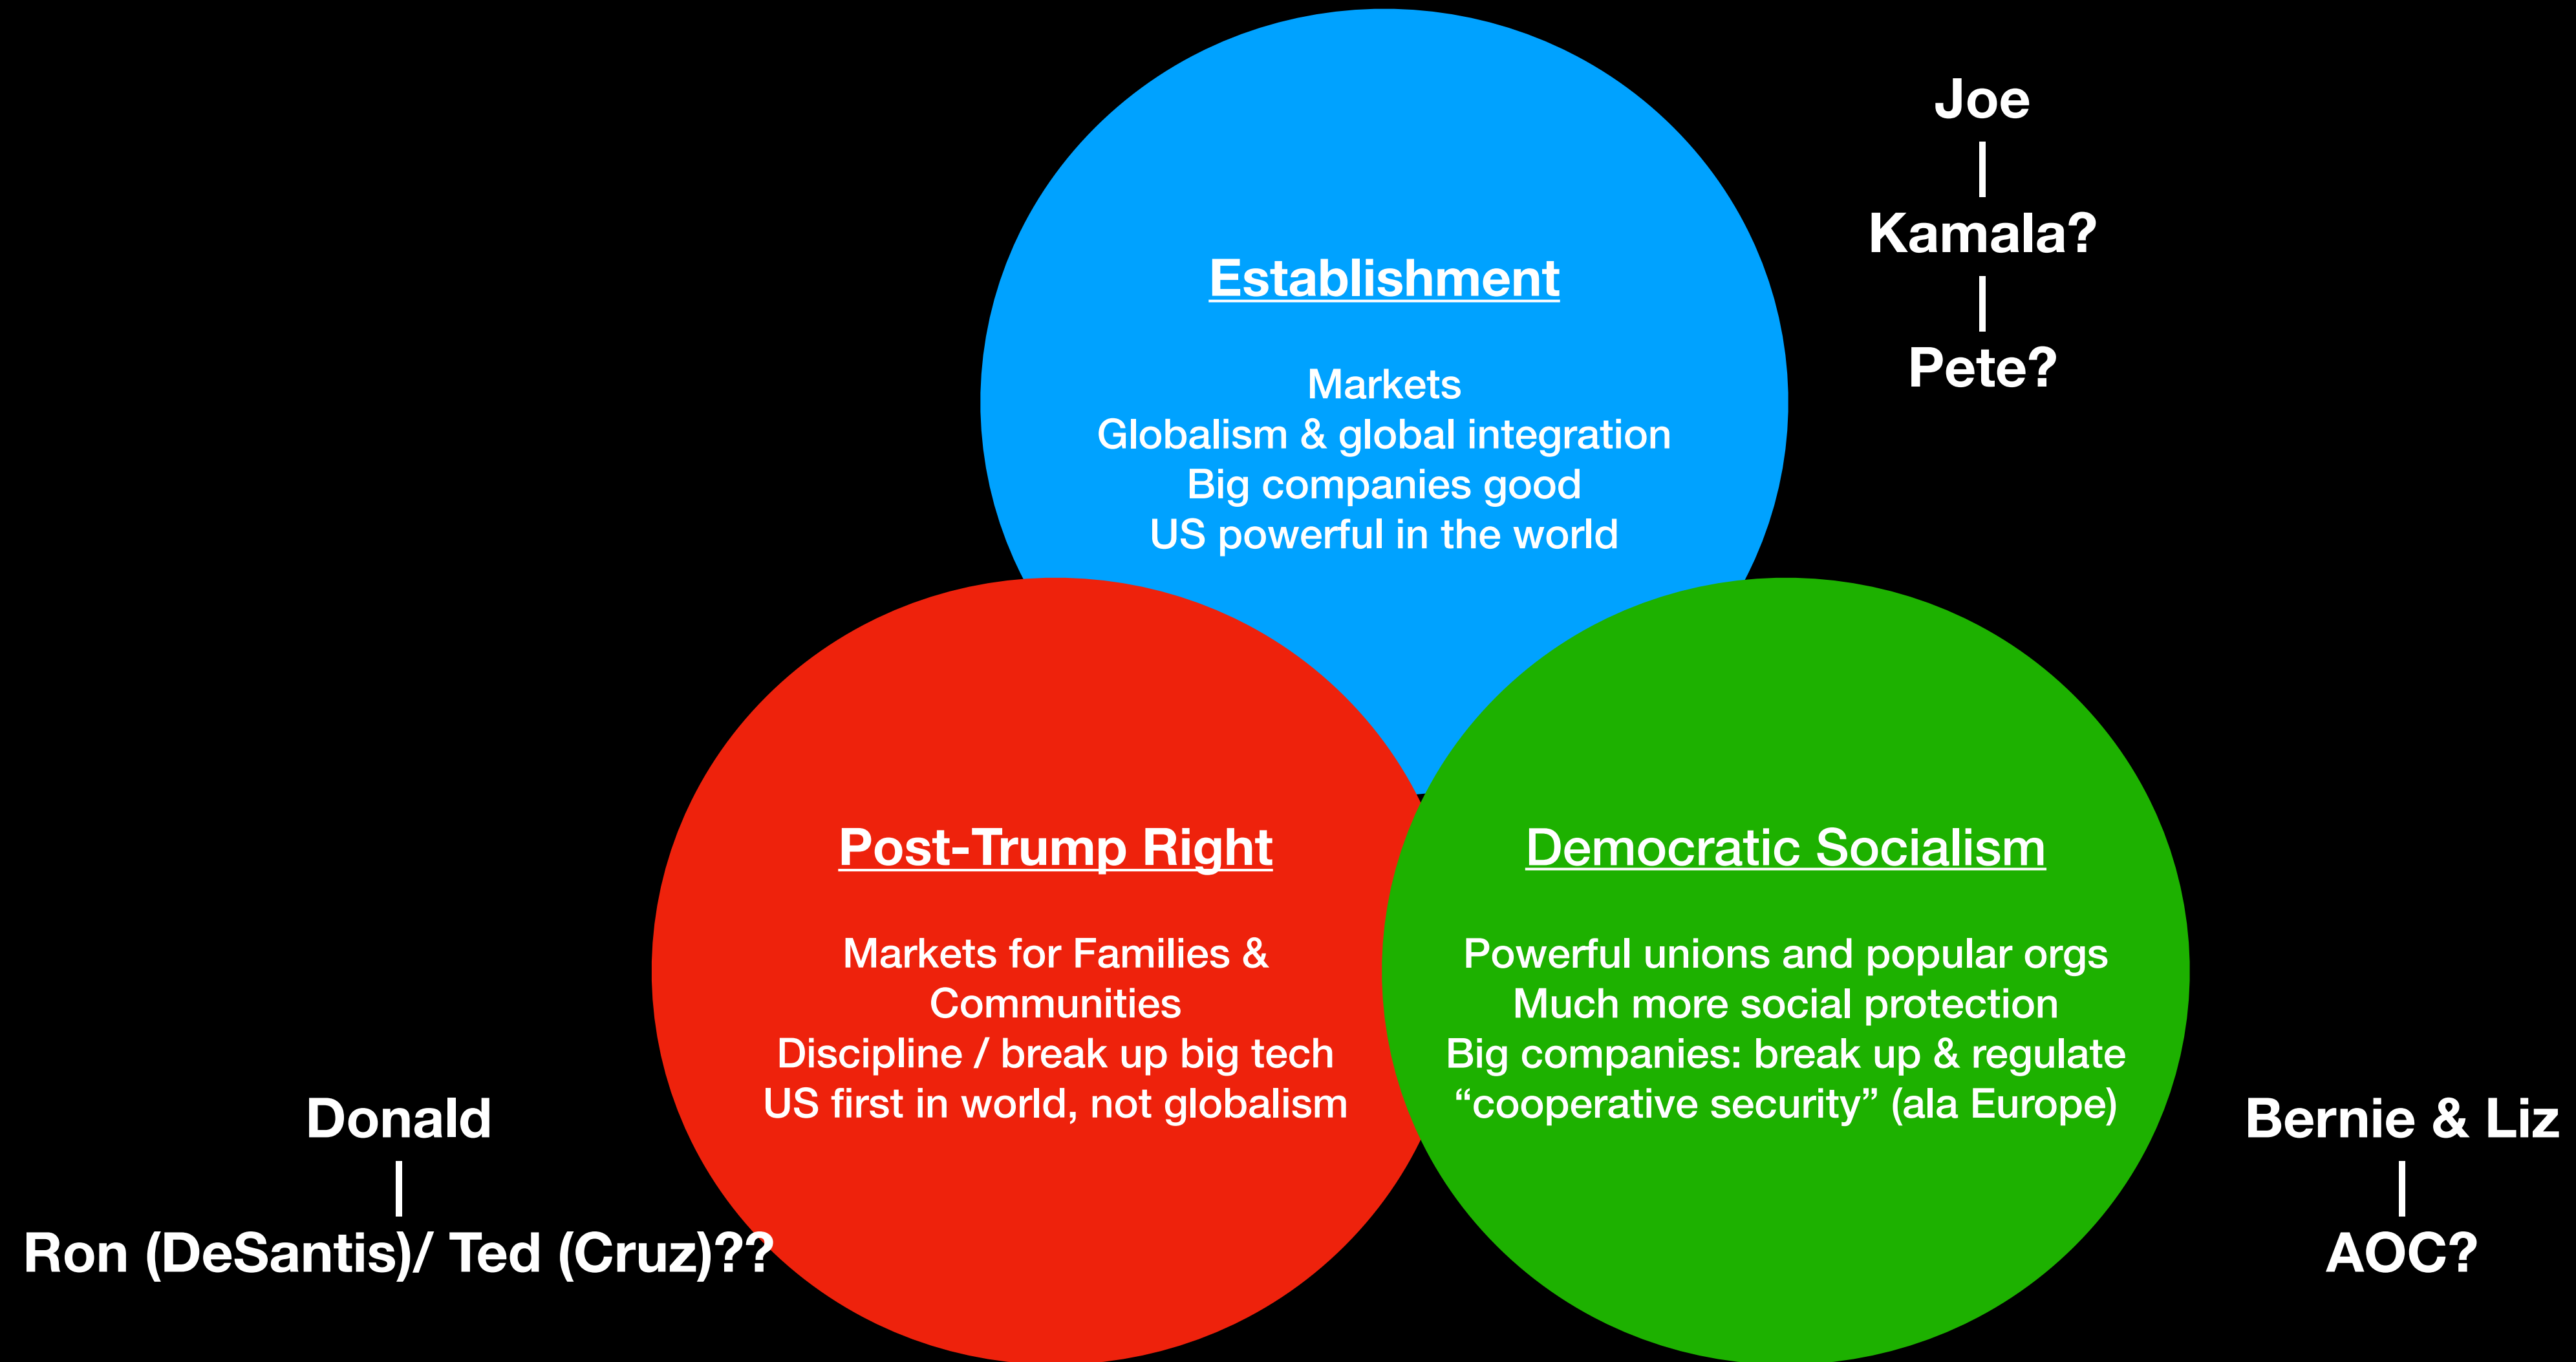 Joe
|
Kamala?
|
Pete?
Establishment
Markets
Globalism & global integration
Big companies good
US powerful in the world
Post-Trump Right
Markets for Families &
Communities
Discipline / break up big tech
US first in world, not globalism
Democratic Socialism
Powerful unions and popular orgs
Much more social protection
Big companies: break up & regulate
“cooperative security” (ala Europe)
Donald
|
Ron (DeSantis)/ Ted (Cruz)??
Bernie & Liz
|
AOC?